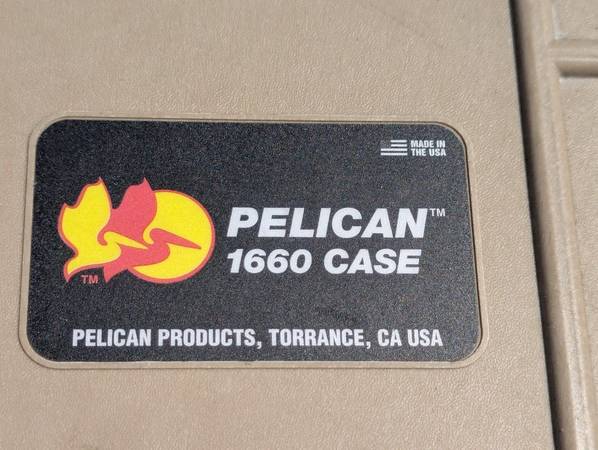 MADE IN
THE USA
PELICAN™
1660 CASE
TM
PELICAN PRODUCTS, TORRANCE, CA USA